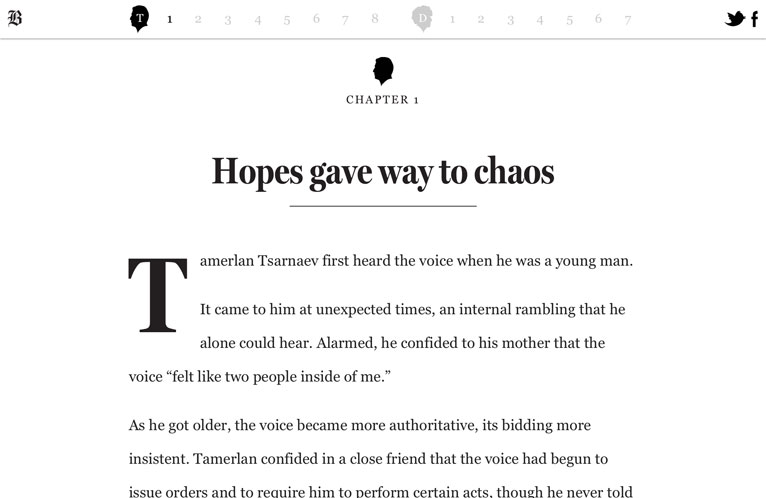 B T 1 2 3 4 5 6 7 8 D 1 2 3 4 5 6 7
CHAPTER 1
Hopes gave way to chaos
Tamerlan Tsarnaev first heard the voice when he was a young man.
It came to him at unexpected times, an internal rambling that he
alone could hear. Alarmed, he confided to his mother that the
voice “felt like two people inside of me.”
As he got older, the voice became more authoritative, its bidding more
insistent. Tamerlan confided in a close friend that the voice had begun to
issue orders and to require him to perform certain acts, though he never told